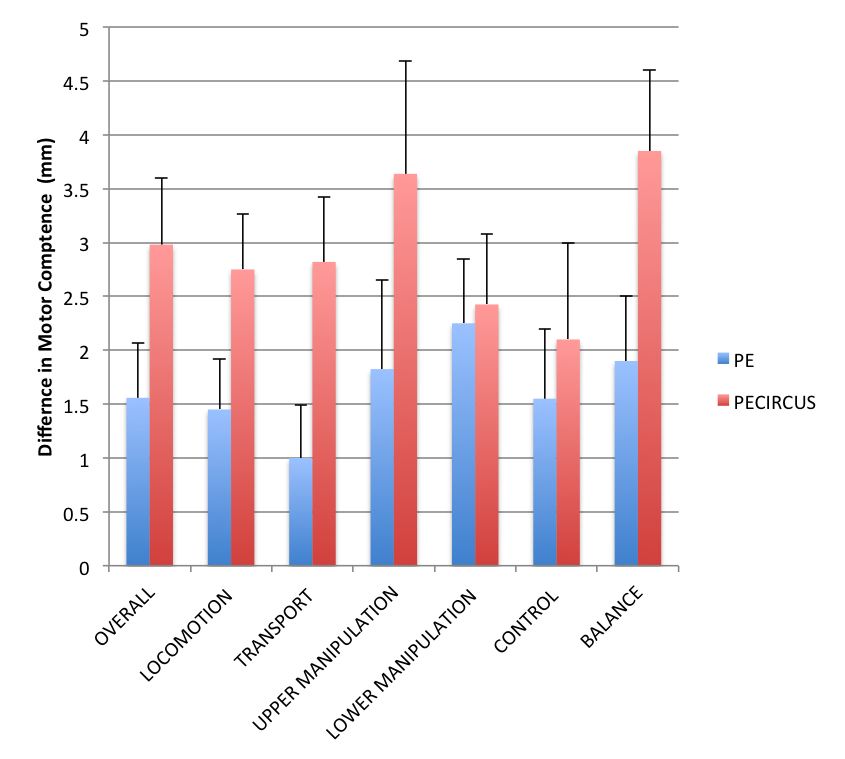 Differnce in Motor Comptence (mm)
5
4.5
4
3.5
3
2.5
2
1.5
1
0.5
0
OVERALL
LOCOMOTION
TRANSPORT
UPPER MANIPULATION
LOWER MANIPULATION
CONTROL
BALANCE
PE
PECIRCUS